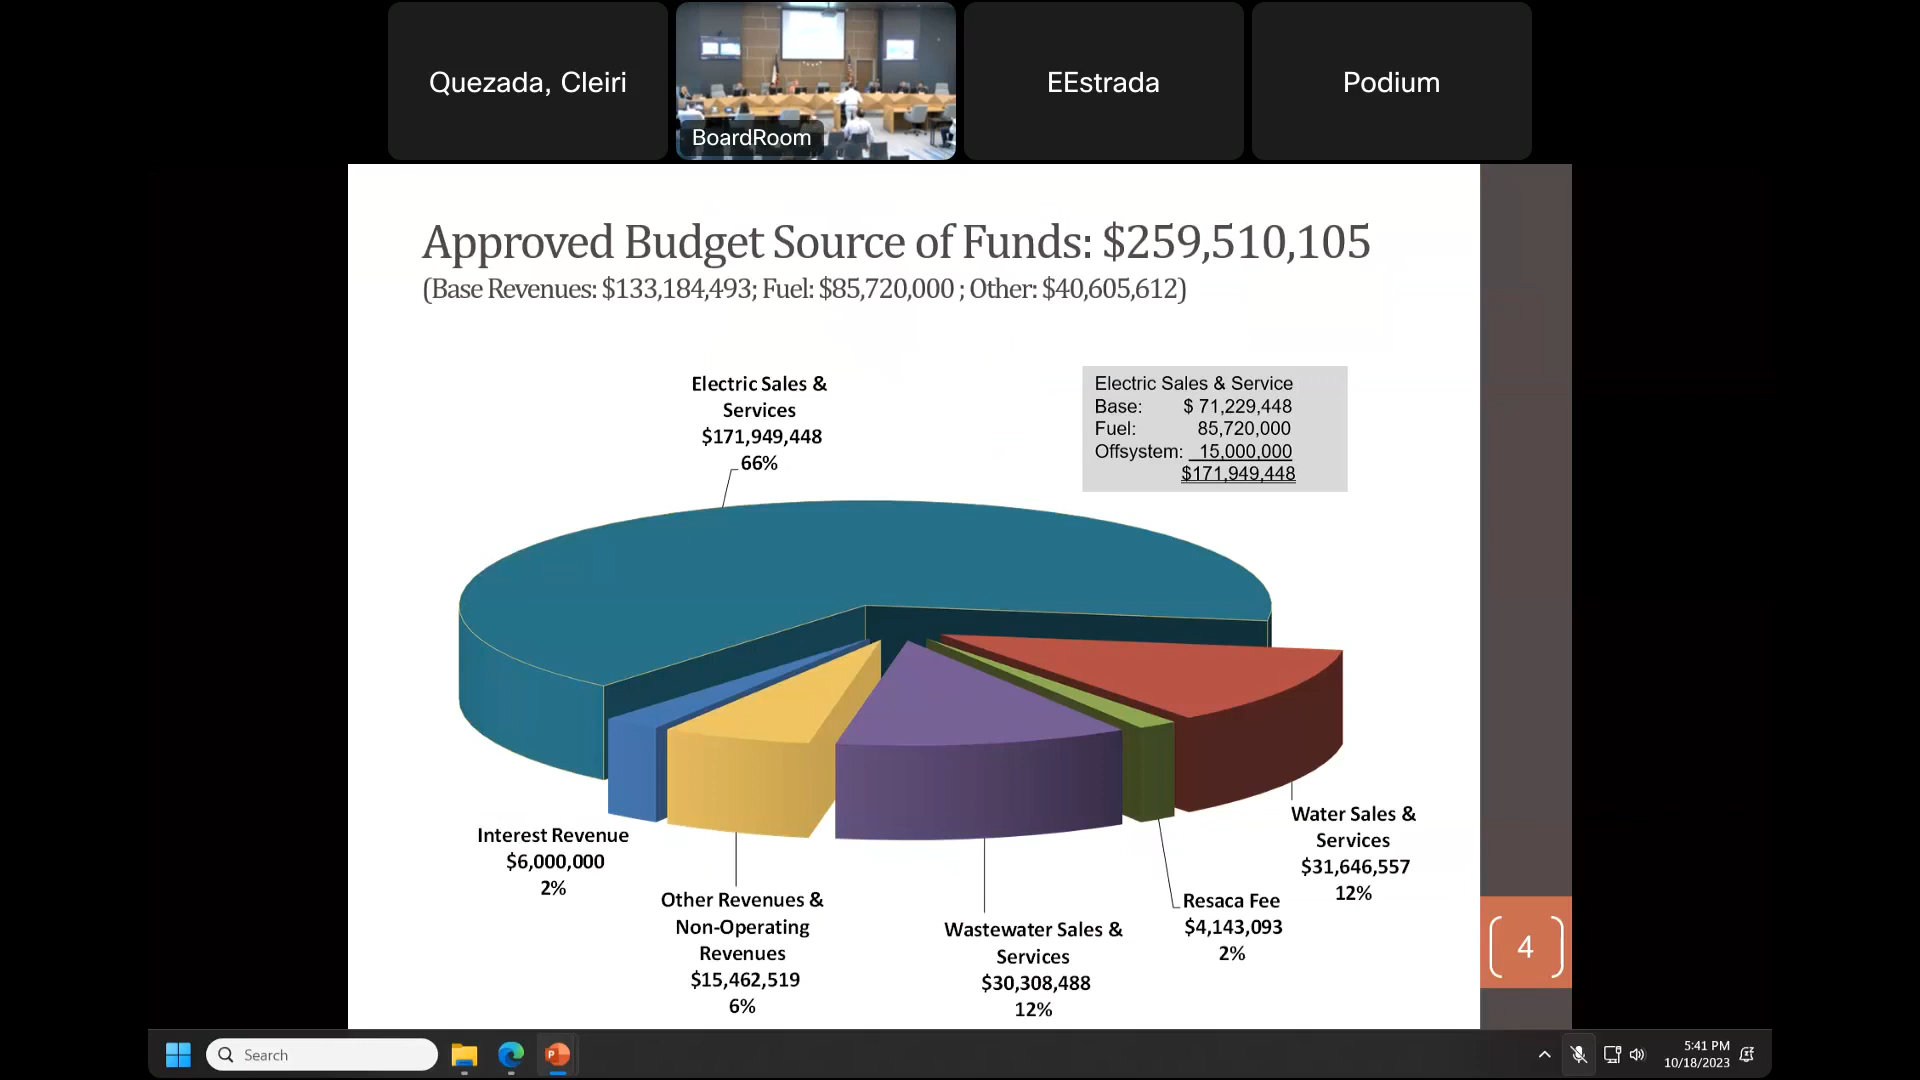 Quezada, Cleiri
BoardRoom
EEstrada
Podium
Approved Budget Source of Funds: $259,510,105
(Base Revenues: $133,184,493; Fuel: $85,720,000 ; Other: $40,605,612)
Electric Sales &
Services
$171,949,448
66%
Electric Sales & Service
Base: $ 71,229,448
Fuel: 85,720,000
Offsystem: 15,000,000
$171,949,448
Interest Revenue
$6,000,000
2%
Other Revenues &
Non-Operating
Revenues
$15,462,519
6%
Wastewater Sales &
Services
$30,308,488
12%
Resaca Fee
$4,143,093
2%
Water Sales &
Services
$31,646,557
12%
4
Search
P
5:41 PM
10/18/2023